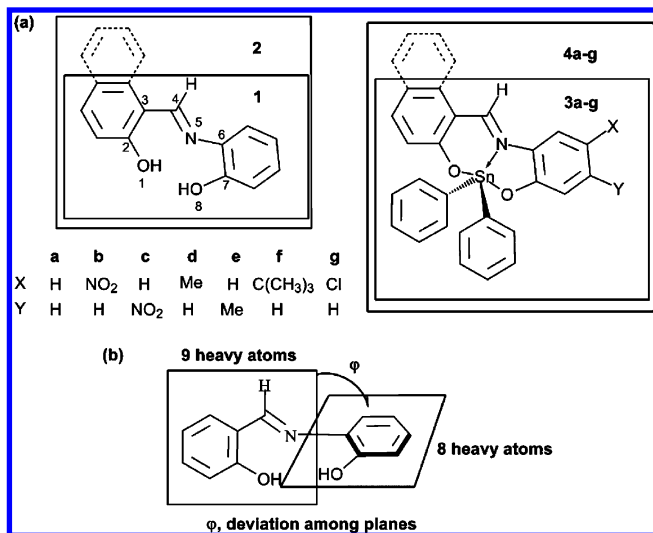 (a)
2
1
H
3
4
5
N
6
2
OH
1
HO
7
8
4a-g
3a-g
H
N
X
Y
O
Sn
O
a b c d e f g
X H NO2 H Me H C(CH3)3 Cl
Y H H NO2 H Me H H
(b)
9 heavy atoms
φ
H
N
OH
HO
8 heavy atoms
φ, deviation among planes